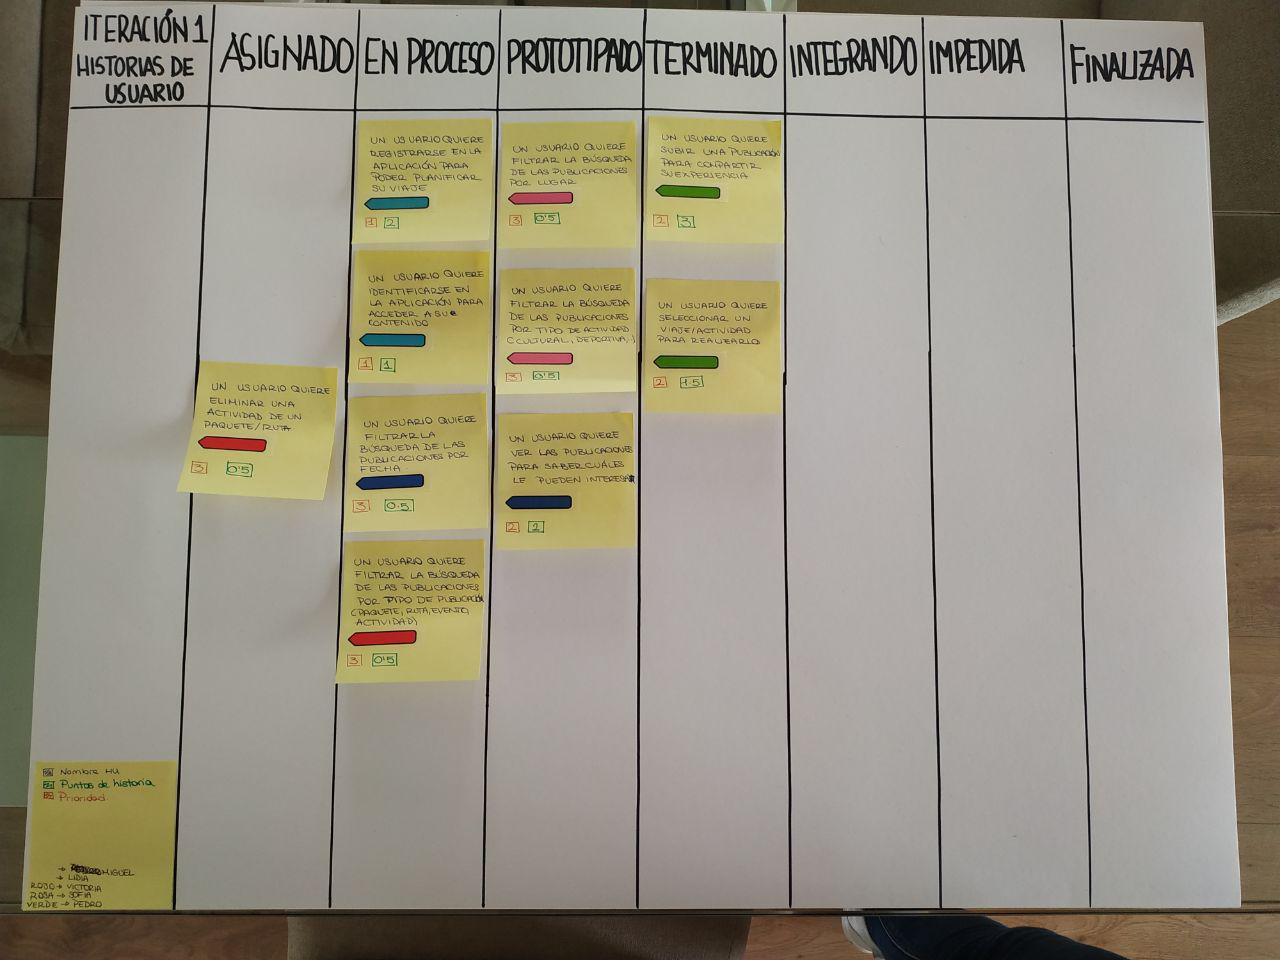 ITERACIÓN 1
HISTORIAS DE
USUARIO
ASIGNADO
EN PROCESO
PROTOTIPADO
TERMINADO
INTEGRANDO
IMPEDIDA
FINALIZADA
UN USUARIO QUIERE
ELIMINAR UNA
ACTIVIDAD DE UN
PAQUETE/RUTA
3 0'5
UN USUARIO QUIERE
REGISTRARSE EN LA
APLICACIÓN PARA
PODER PLANIFICAR
SU VIAJE
1 2
UN USUARIO QUIERE
IDENTIFICARSE EN
LA APLICACIÓN PARA
ACCEDER A SU
CONTENIDO
1 1
UN USUARIO QUIERE
FILTRAR LA
BÚSQUEDA DE LAS
PUBLICACIONES POR
FECHA
3 0.5
UN USUARIO QUIERE
FILTRAR LA BÚSQUEDA
DE LAS PUBLICACIONES
POR TIPO DE PUBLICACIÓN
(PAQUETE, RUTA, EVENTO,
ACTIVIDAD)
3 0'5
UN USUARIO QUIERE
FILTRAR LA BÚSQUEDA
DE LAS PUBLICACIONES
POR LUGAR
3 0'5
UN USUARIO QUIERE
FILTRAR LA BÚSQUEDA
DE LAS PUBLICACIONES
POR TIPO DE ACTIVIDAD
(CULTURAL, DEPORTIVA,..)
3 0'5
UN USUARIO QUIERE
VER LAS PUBLICACIONES
PARA SABER CUÁLES
LE PUEDEN INTERESAR
2
UN USUARIO QUIERE
SUBIR UNA PUBLICACIÓN
PARA COMPARTIR
SU EXPERIENCIA
2 3
UN USUARIO QUIERE
SELECCIONAR UN
VIAJE/ACTIVIDAD
PARA REALIZARLO
2 1.5
Nombre HU
Puntos de historia
Prioridad
→ MIGUEL
→ LIDIA
ROJO → VICTORIA
ROSA → SOFIA
VERDE → PEDRO